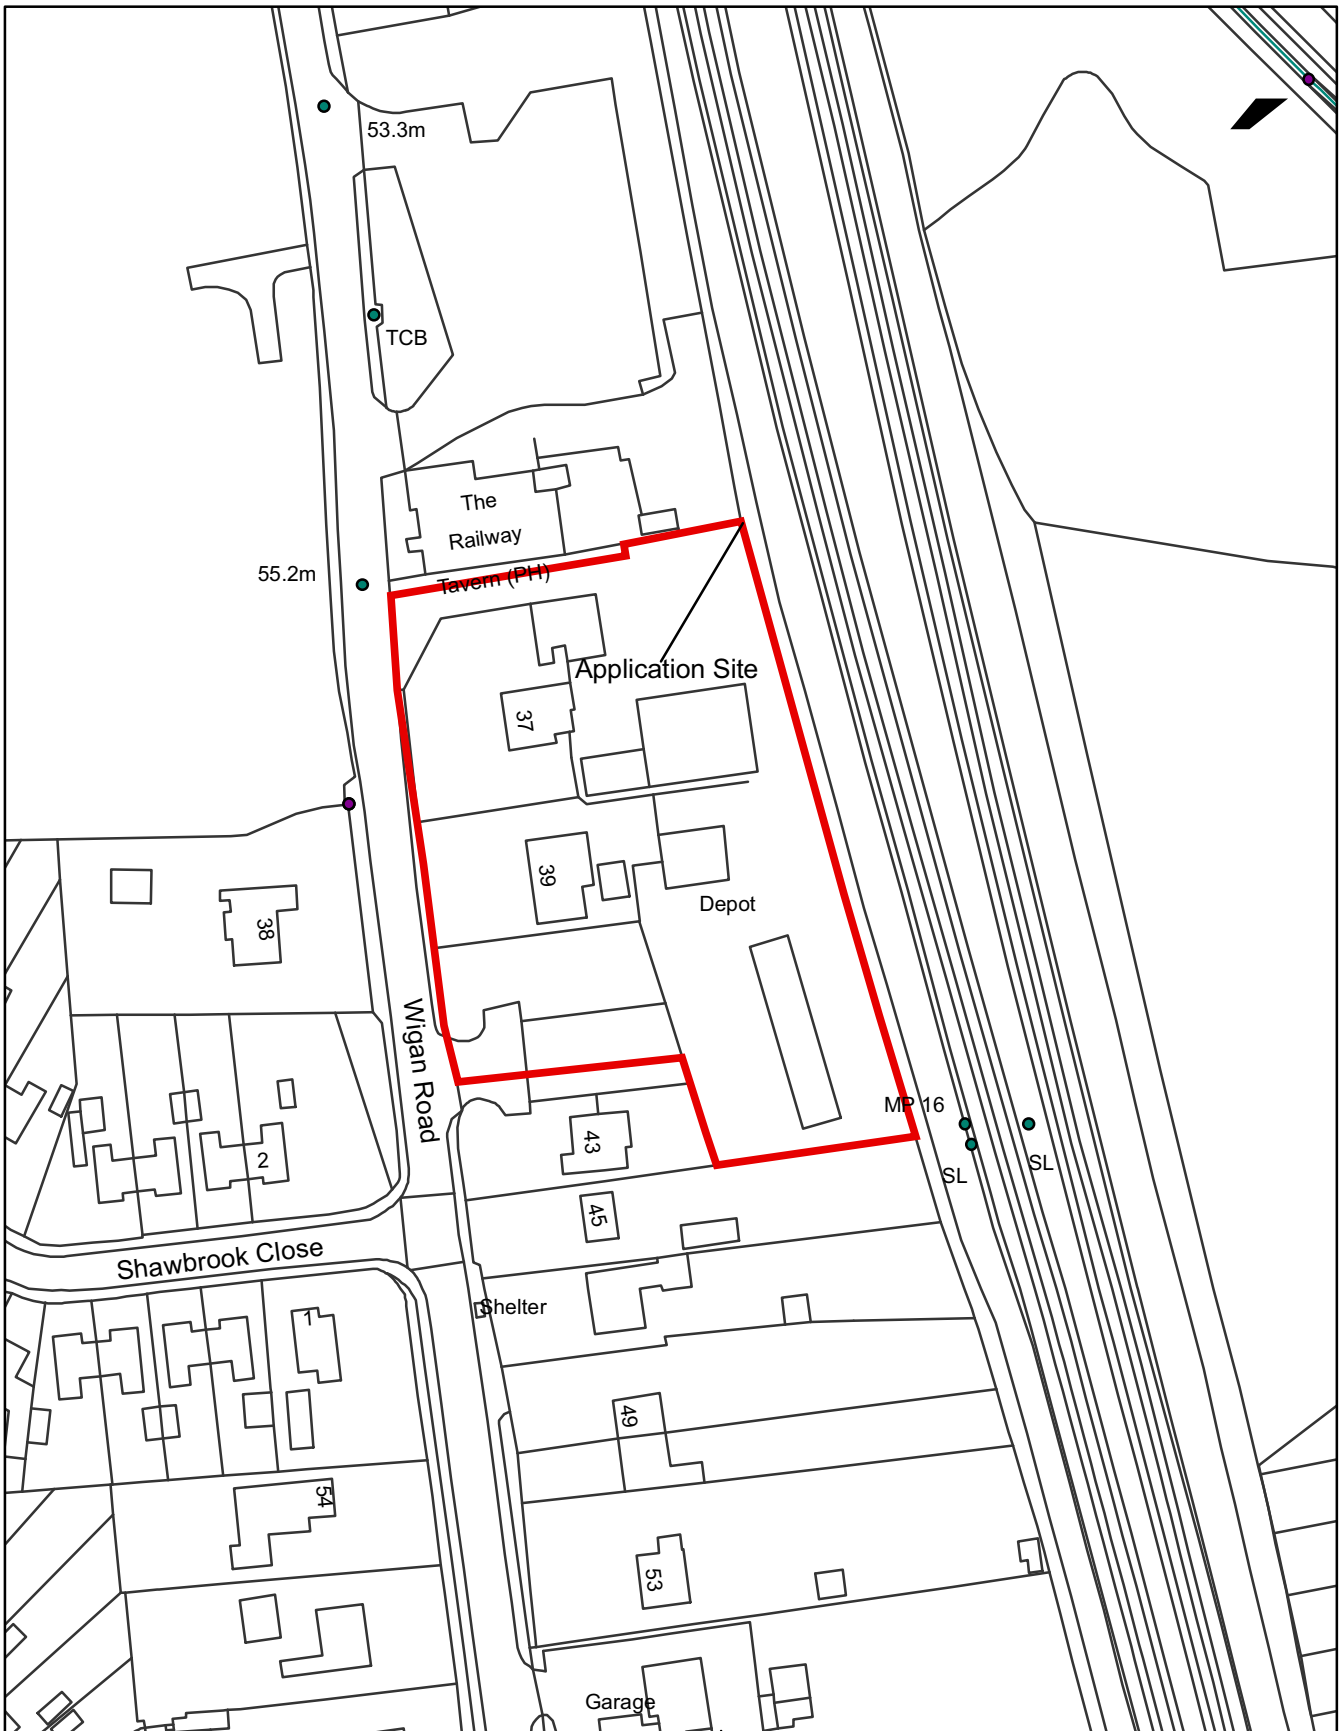 53.3m
TCB
The
Railway
Tavern (PH)
55.2m
Application Site
37
39
Depot
38
Wigan Road
MP 16
SL
SL
43
2
45
Shawbrook Close
Shelter
1
49
54
53
Garage